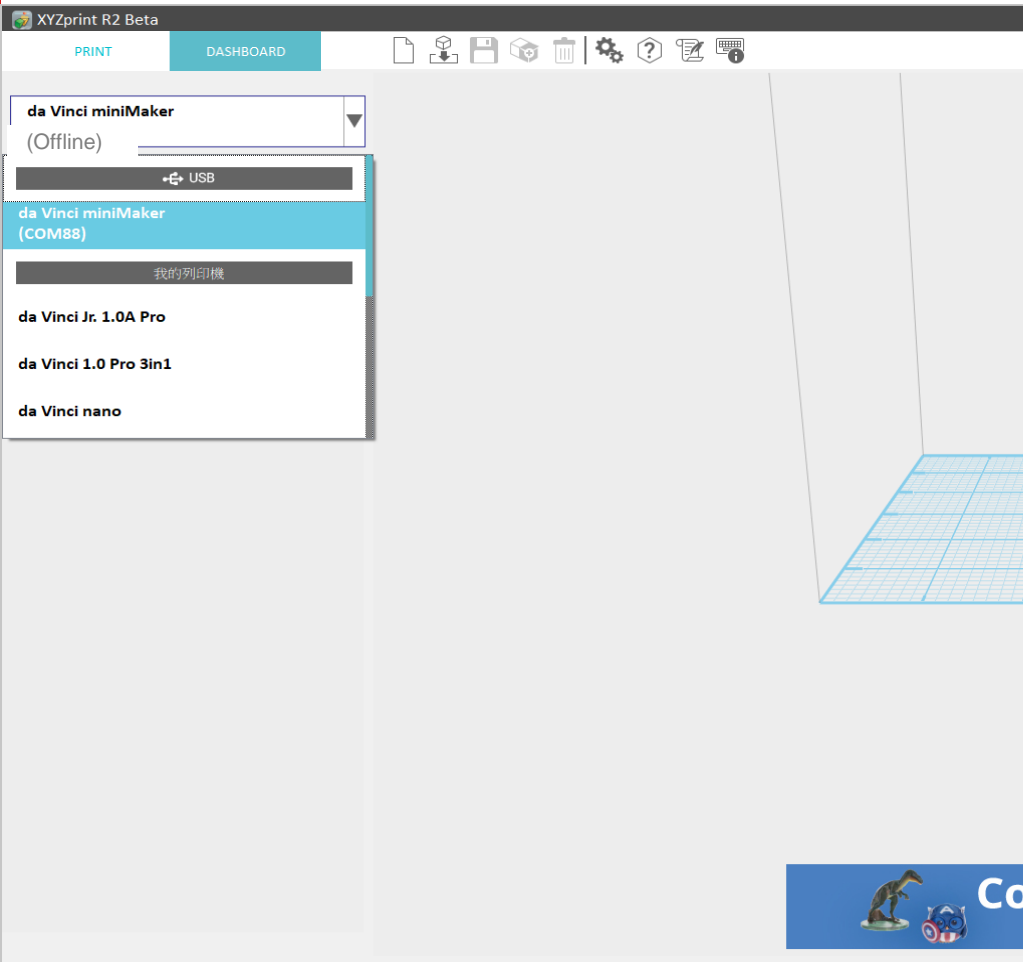 XYZprint R2 Beta
PRINT
DASHBOARD
da Vinci miniMaker
(Offline)
USB
da Vinci miniMaker
(COM88)
我的列印機
da Vinci Jr. 1.0A Pro
da Vinci 1.0 Pro 3in1
da Vinci nano
Co